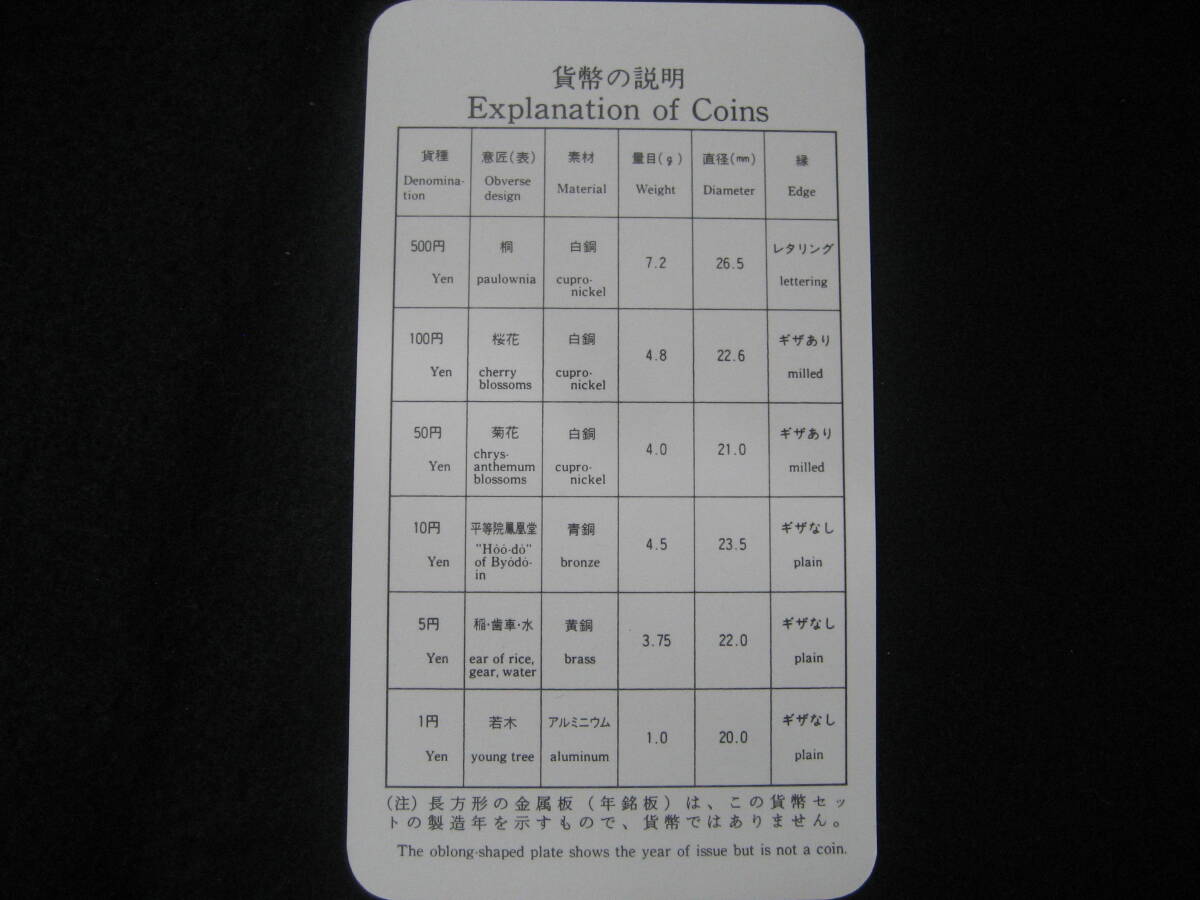 貨幣の説明
Explanation of Coins
貨種 意匠(表) 素材 量目(g) 直径(mm) 縁
Denomina- Obverse Material Weight Diameter Edge
tion design
500円 桐 白銅 7.2 26.5 レタリング
Yen paulownia cupro- lettering
nickel
100円 桜花 白銅 4.8 22.6 ギザあり
Yen cherry cupro- milled
blossoms nickel
50円 菊花 白銅 4.0 21.0 ギザあり
chrys-
Yen anthemum cupro- milled
blossoms nickel
10円 平等院鳳凰堂 青銅 4.5 23.5 ギザなし
"Hóó-dó"
Yen of Byódó- bronze plain
in
5円 稲・歯車・水 黄銅 3.75 22.0 ギザなし
Yen ear of rice, brass plain
gear, water
1円 若木 アルミニウム 1.0 20.0 ギザなし
Yen young tree aluminum plain
(注)長方形の金属板(年銘板)は、この貨幣セッ
トの製造年を示すもので、貨幣ではありません。
The oblong-shaped plate shows the year of issue but is not a coin.